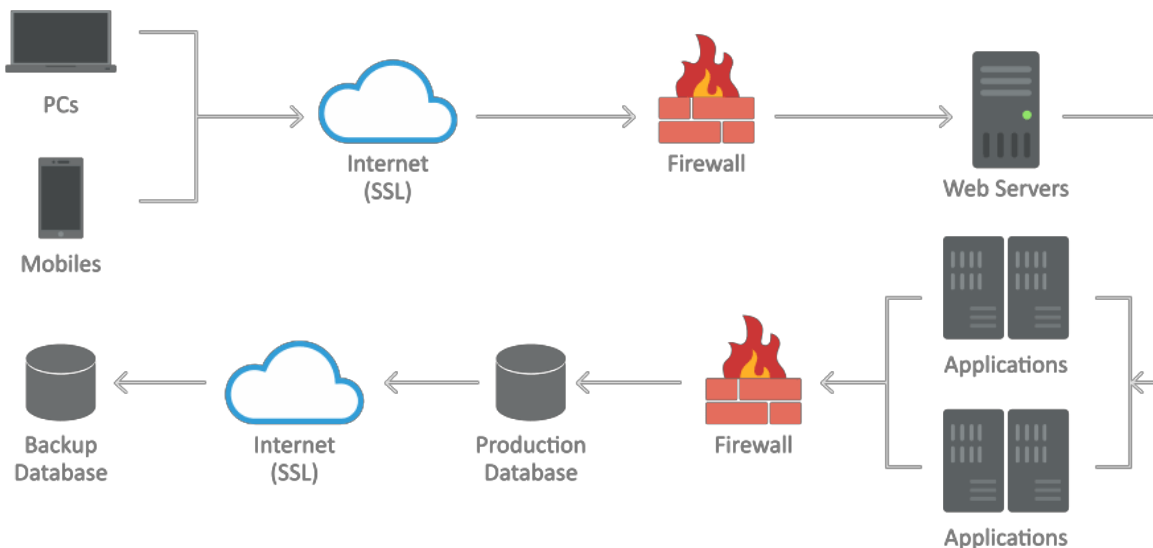 PCs
Internet
(SSL)
Firewall
Web Servers
Mobiles
Applications
Backup
Database
Internet
(SSL)
Production
Database
Firewall
Applications